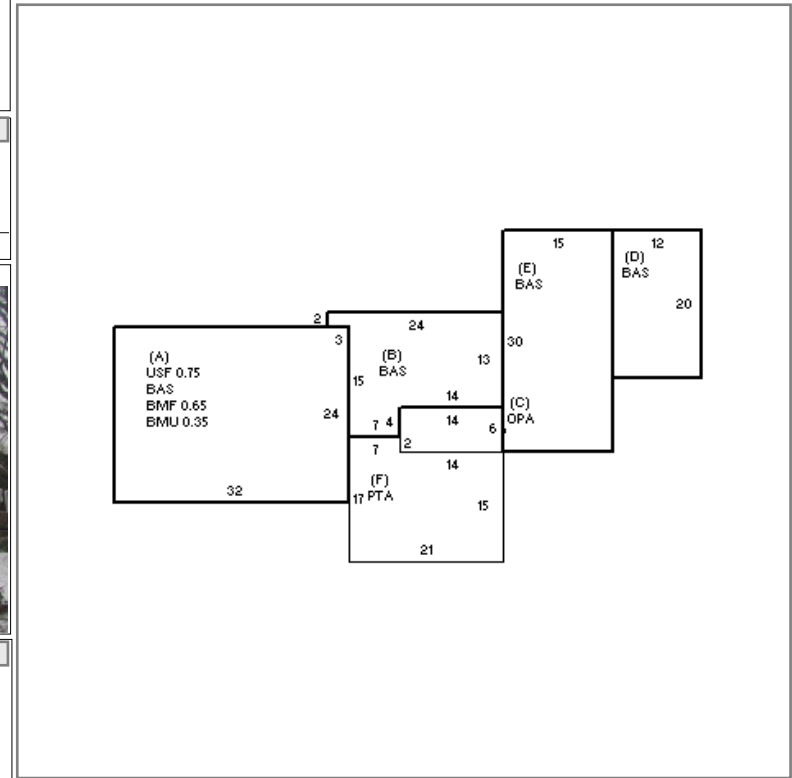 15
12
(E)
BAS
(D)
BAS
20
2
24
3
(B)
BAS
13
30
(A)
USF 0.75
BAS
BMF 0.65
BMU 0.35
15
24
14
(C)
OPA
7
4
14
6
7
2
14
(F)
PTA
17
15
32
21